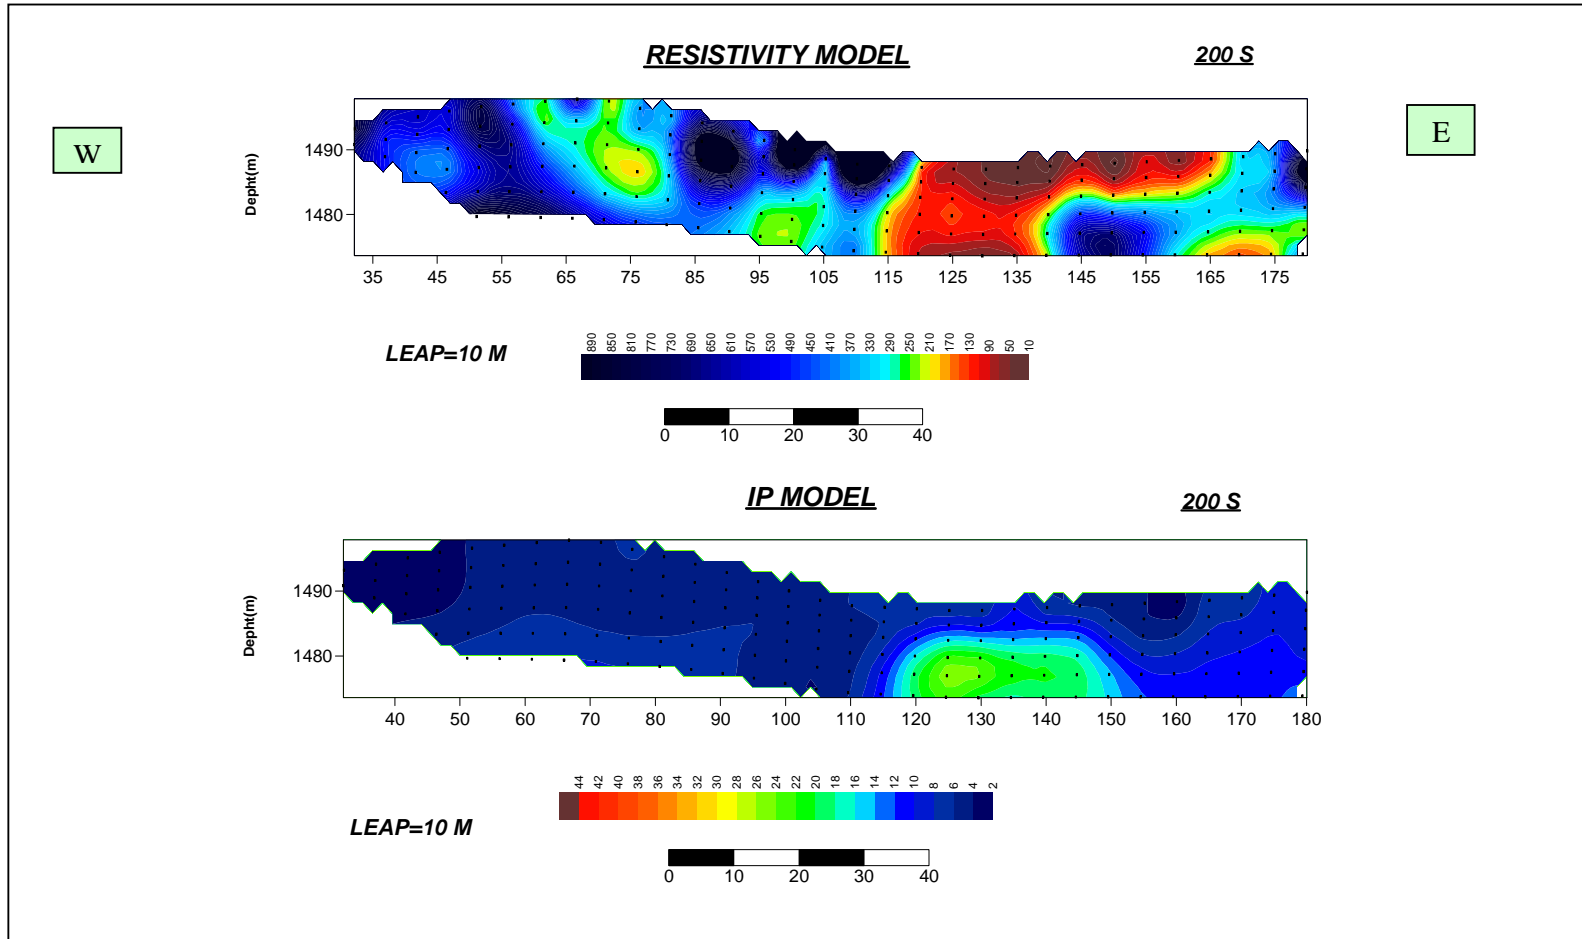 RESISTIVITY MODEL
200 S
W
E
Depht(m)
1490
1480
35 45 55 65 75 85 95 105 115 125 135 145 155 165 175
LEAP=10 M
890 850 810 770 730 690 650 610 570 530 490 450 410 370 330 290 250 210 170 130 90 50 10
0 10 20 30 40
IP MODEL
200 S
Depht(m)
1490
1480
40 50 60 70 80 90 100 110 120 130 140 150 160 170 180
LEAP=10 M
44 42 40 38 36 34 32 30 28 26 24 22 20 18 16 14 12 10 8 6 4 2
0 10 20 30 40